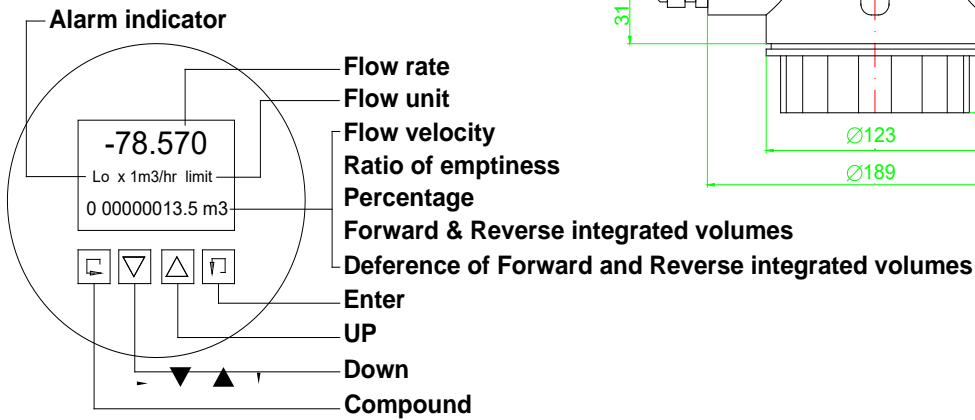 Alarm indicator
Flow rate
Flow unit
Flow velocity
Ratio of emptiness
Percentage
Forward & Reverse integrated volumes
Deference of Forward and Reverse integrated volumes
Enter
UP
Down
Compound
-78.570
Lo x 1m3/hr limit
0 00000013.5 m3
31
∅123
∅189